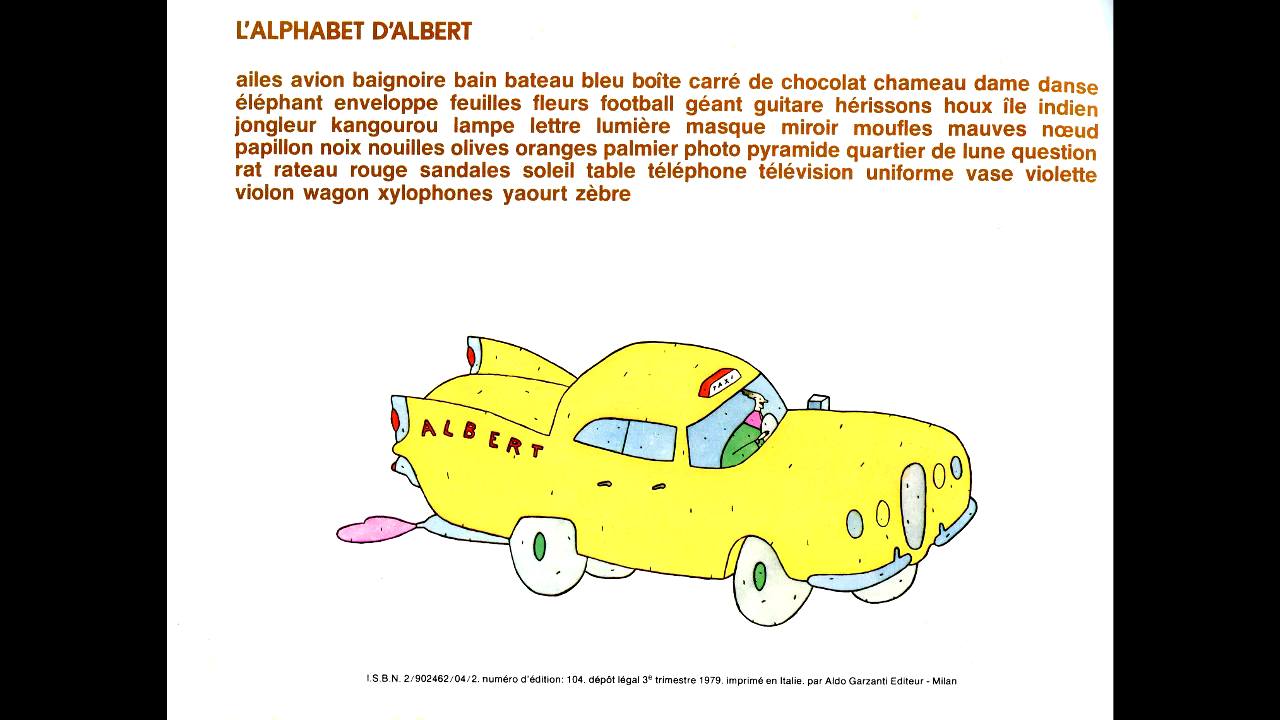 L'ALPHABET D'ALBERT
ailes avion baignoire bain bateau bleu boîte carré de chocolat chameau dame danse
éléphant enveloppe feuilles fleurs football géant guitare hérissons houx île indien
jongleur kangourou lampe lettre lumière masque miroir moufles mauves nœud
papillon noix nouilles olives oranges palmier photo pyramide quartier de lune question
rat rateau rouge sandales soleil table téléphone télévision uniforme vase violette
violon wagon xylophones yaourt zèbre
TAXI
ALBERT
I.S.B.N. 2/902462/04/2. numéro d'édition: 104. dépôt légal 3e trimestre 1979. imprimé en Italie. par Aldo Garzanti Editeur - Milan